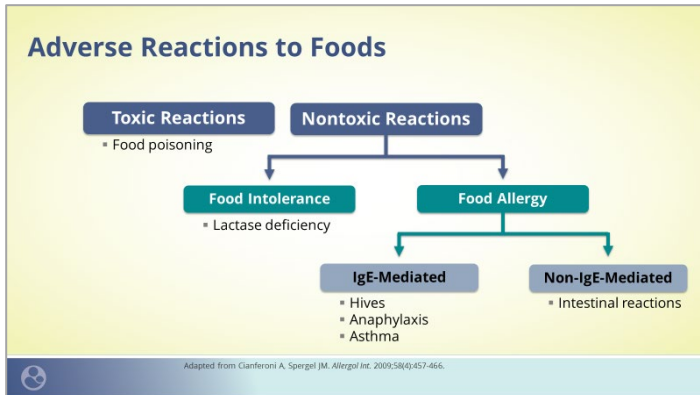 Adverse Reactions to Foods
Toxic Reactions
▪ Food poisoning
Nontoxic Reactions
Food Intolerance
▪ Lactase deficiency
Food Allergy
IgE-Mediated
▪ Hives
▪ Anaphylaxis
▪ Asthma
Non-IgE-Mediated
▪ Intestinal reactions
Adapted from Cianferoni A, Spergel JM. Allergol Int. 2009;58(4):457-466.